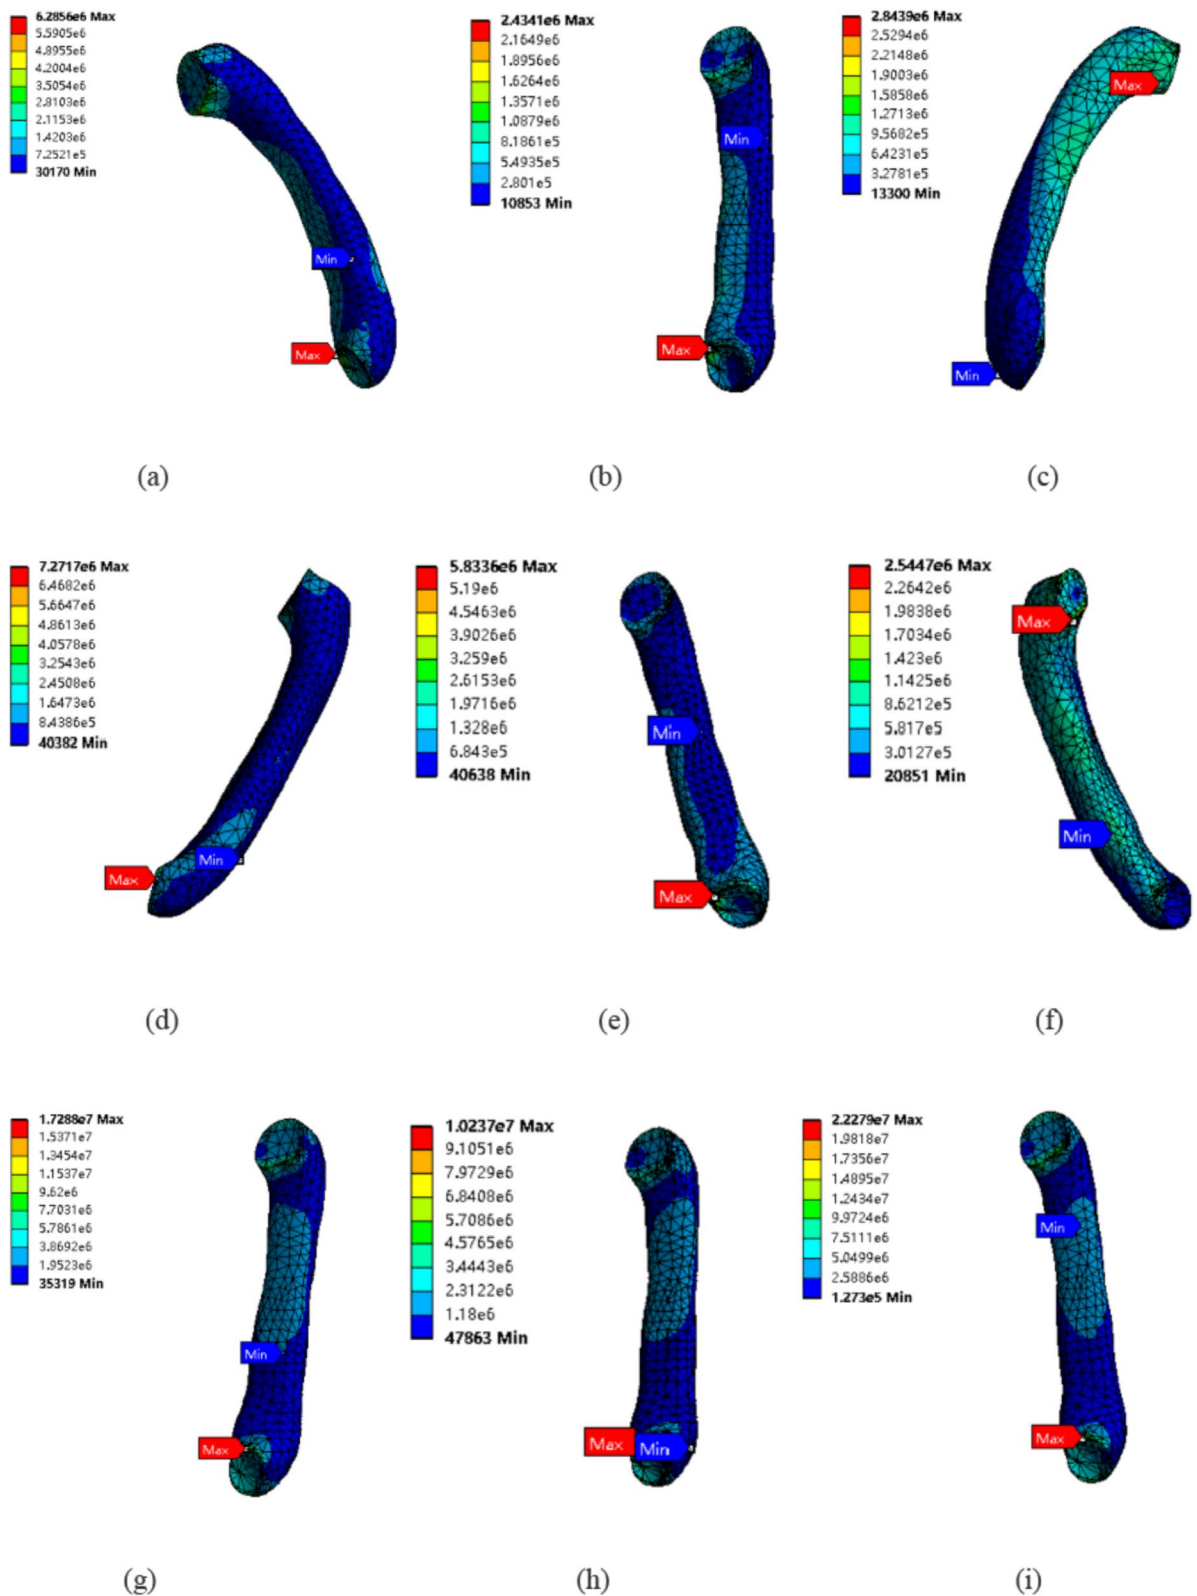 6.2856e6 Max
5.5905e6
4.8955e6
4.2004e6
3.5054e6
2.8103e6
2.1153e6
1.4203e6
7.2521e5
30170 Min
Min
Max
(a)
2.4341e6 Max
2.1649e6
1.8956e6
1.6264e6
1.3571e6
1.0879e6
8.1861e5
5.4935e5
2.801e5
10853 Min
Min
Max
(b)
2.8439e6 Max
2.5294e6
2.2148e6
1.9003e6
1.5858e6
1.2713e6
9.5682e5
6.4231e5
3.2781e5
13300 Min
Max
Min
(c)
7.2717e6 Max
6.4682e6
5.6647e6
4.8613e6
4.0578e6
3.2543e6
2.4508e6
1.6473e6
8.4386e5
40382 Min
Min
Max
(d)
5.8336e6 Max
5.19e6
4.5463e6
3.9026e6
3.259e6
2.6153e6
1.9716e6
1.328e6
6.843e5
40638 Min
Min
Max
(e)
2.5447e6 Max
2.2642e6
1.9838e6
1.7034e6
1.423e6
1.1425e6
8.6212e5
5.817e5
3.0127e5
20851 Min
Max
Min
(f)
1.7288e7 Max
1.5371e7
1.3454e7
1.1537e7
9.62e6
7.7031e6
5.7861e6
3.8692e6
1.9523e6
35319 Min
Min
Max
(g)
1.0237e7 Max
9.1051e6
7.9729e6
6.8408e6
5.7086e6
4.5765e6
3.4443e6
2.3122e6
1.18e6
47863 Min
Max Min
(h)
2.2279e7 Max
1.9818e7
1.7356e7
1.4895e7
1.2434e7
9.9724e6
7.5111e6
5.0499e6
2.5886e6
1.273e5 Min
Min
Max
(i)